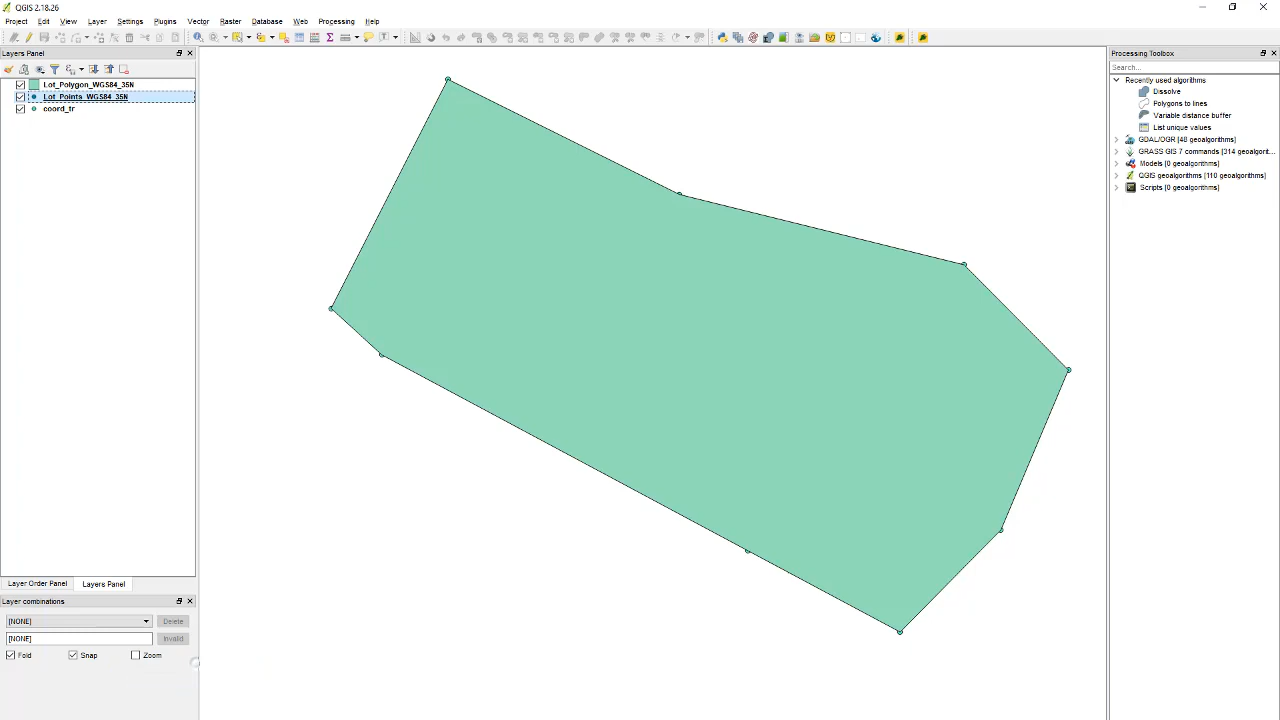 QGIS 2.18.26
Project Edit View Layer Settings Plugins Vector Raster Database Web Processing Help
Layers Panel
Lot_Polygon_WGS84_35N
Lot_Points_WGS84_35N
coord_tr
Layer Order Panel Layers Panel
Layer combinations
[NONE] Delete
[NONE] Invalid
Fold Snap Zoom
Processing Toolbox
Search...
Recently used algorithms
Dissolve
Polygons to lines
Variable distance buffer
List unique values
GDAL/OGR [48 geoalgorithms]
GRASS GIS 7 commands [314 geoalgorit...
Models [0 geoalgorithms]
QGIS geoalgorithms [110 geoalgorithms]
Scripts [0 geoalgorithms]